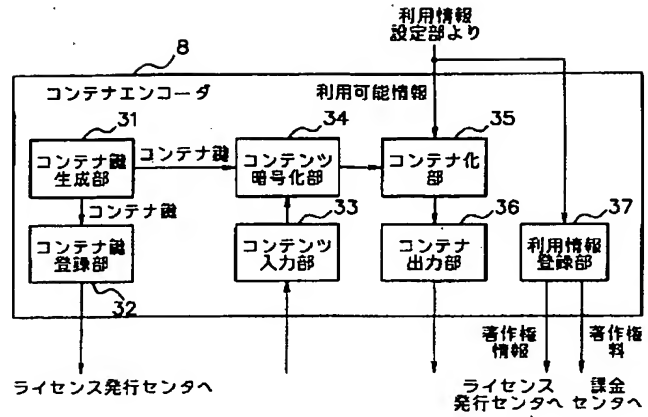 利用情報
設定部より
8
コンテナエンコーダ
利用可能情報
31
34
35
コンテナ鍵
生成部
コンテナ鍵
コンテンツ
暗号化部
コンテナ化
部
コンテナ鍵
33
36
37
コンテナ鍵
登録部
コンテンツ
入力部
コンテナ
出力部
利用情報
登録部
32
著作権
情報
著作権
料
ライセンス発行センタへ
ライセンス
発行センタへ
課金
センタへ